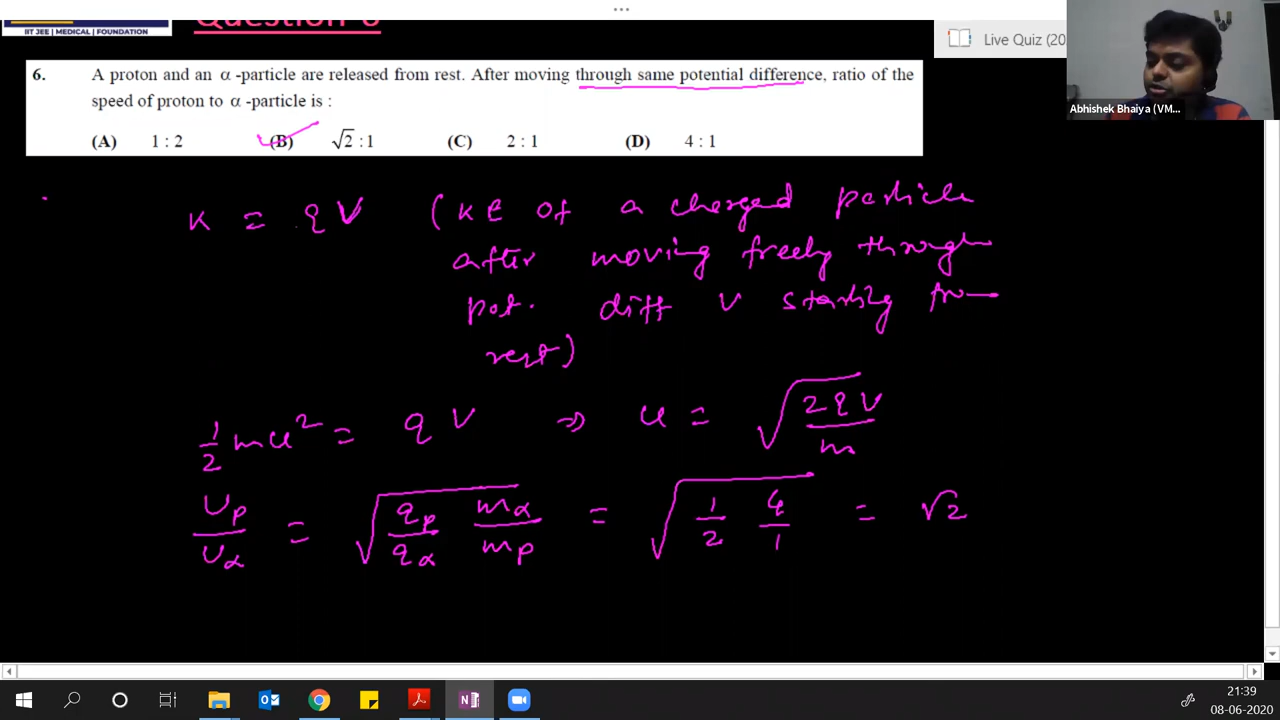 ...
IIT JEE | MEDICAL | FOUNDATION
Question 6
Live Quiz (20
Abhishek Bhaiya (VM...
6. A proton and an α-particle are released from rest. After moving through same potential difference, ratio of the
speed of proton to α-particle is :
(A) 1 : 2 (B) √2 : 1 (C) 2 : 1 (D) 4 : 1
K = qV (KE of a charged particle
after moving freely through
pot. diff V starting from
rest)
1/2 mu² = qV ⇒ u = √(2qV/m)
Up/Uα = √(qp/qα mα/mp) = √(1/2 4/1) = √2
21:39
08-06-2020